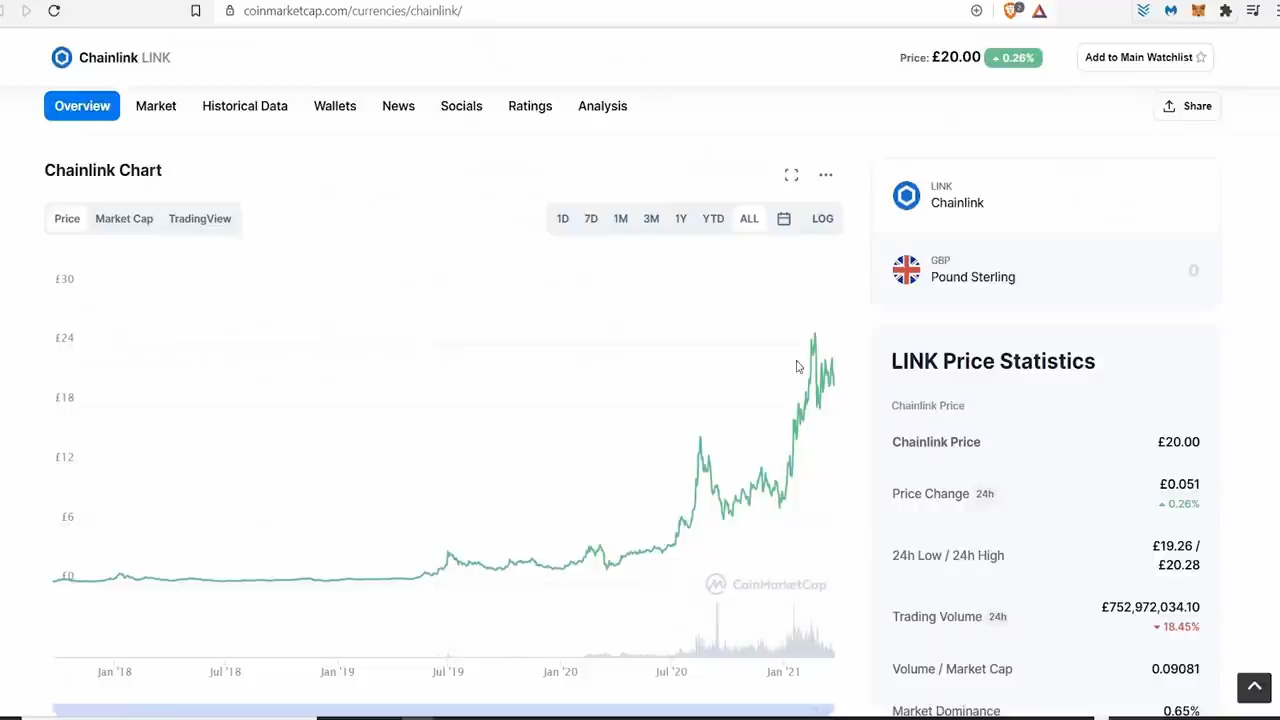 coinmarketcap.com/currencies/chainlink/
2
Chainlink LINK
Price: £20.00 0.26%
Add to Main Watchlist
Overview Market Historical Data Wallets News Socials Ratings Analysis
Share
Chainlink Chart
Price Market Cap TradingView
1D 7D 1M 3M 1Y YTD ALL LOG
£30
£24
£18
£12
£6
£0
CoinMarketCap
Jan '18 Jul '18 Jan '19 Jul '19 Jan '20 Jul '20 Jan '21
LINK
Chainlink
GBP
Pound Sterling
0
LINK Price Statistics
Chainlink Price
Chainlink Price £20.00
Price Change 24h £0.051
0.26%
24h Low / 24h High £19.26 /
£20.28
Trading Volume 24h £752,972,034.10
18.45%
Volume / Market Cap 0.09081
Market Dominance 0.65%